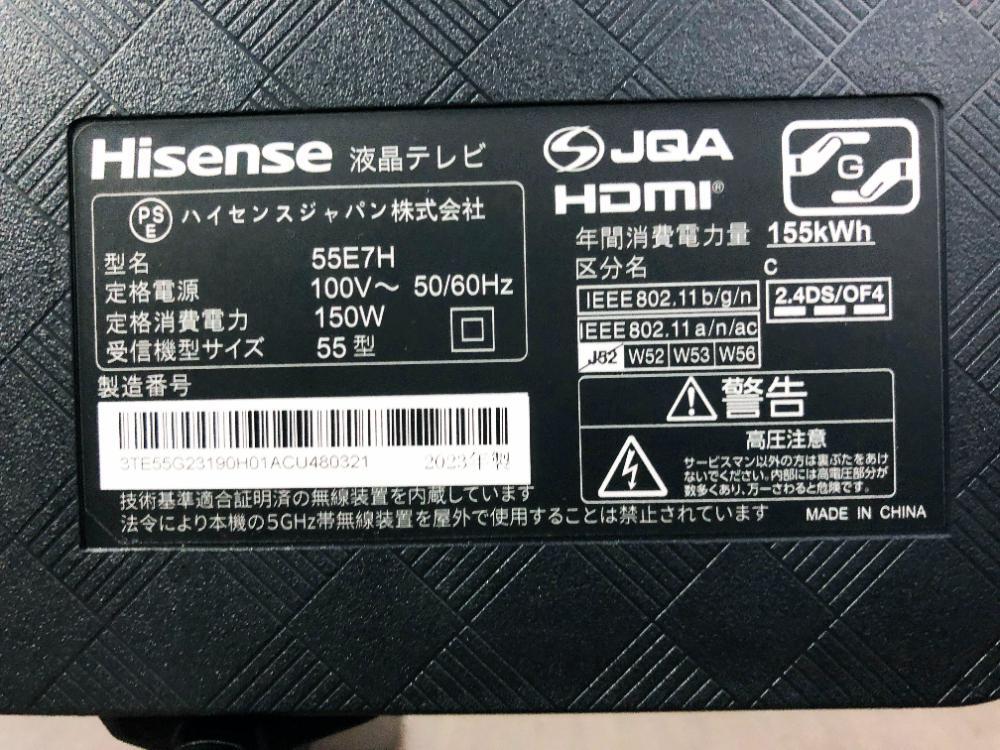 Hisense 液晶テレビ
PS
E
ハイセンスジャパン株式会社
型名 55E7H
定格電源 100V～ 50/60Hz
定格消費電力 150W
受信機型サイズ 55型
製造番号
3TE55G23190H01ACU480321 2023年製
技術基準適合証明済の無線装置を内蔵しています
法令により本機の5GHz帯無線装置を屋外で使用することは禁止されています
S JQA
HDMI®
G
年間消費電力量 155kWh
区分名 C
IEEE802.11b/g/n 2.4DS/OF4
IEEE802.11a/n/ac
J52 W52 W53 W56
警告
高圧注意
サービスマン以外の方は裏ぶたをあけ
ないでください。内部には高電圧部分が
数多くあり、万一さわると危険です。
MADE IN CHINA